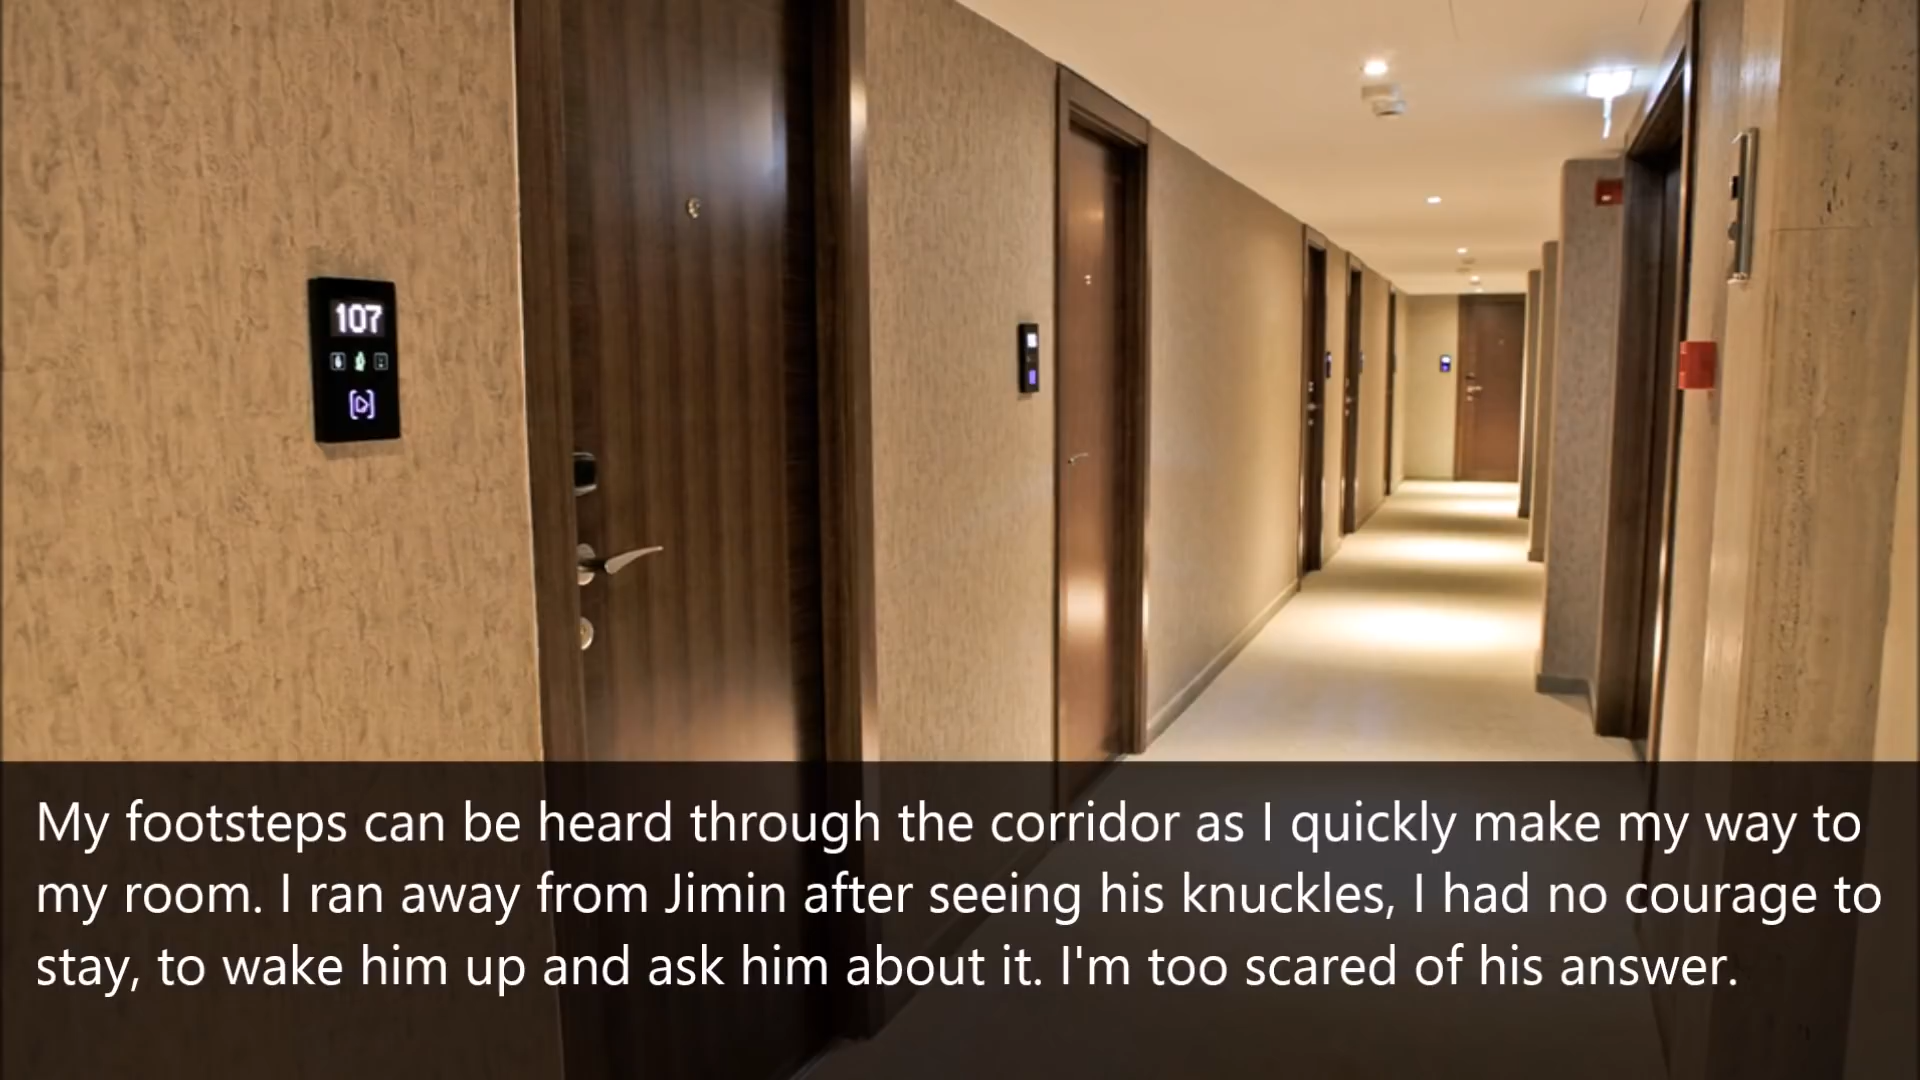 107
My footsteps can be heard through the corridor as I quickly make my way to
my room. I ran away from Jimin after seeing his knuckles, I had no courage to
stay, to wake him up and ask him about it. I'm too scared of his answer.